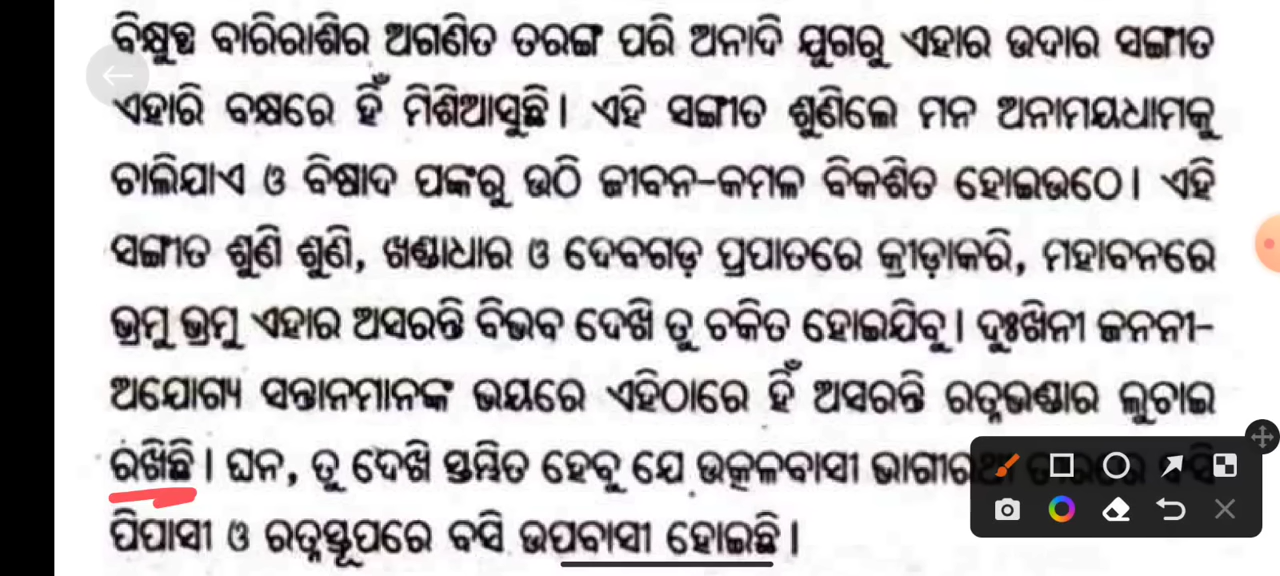 ବିକ୍ଷୁବ୍ଧ ବାରିରାଶିର ଅଗଣିତ ତରଙ୍ଗ ପରି ଅନାଦି ଯୁଗରୁ ଏହାର ଉଦାର ସଙ୍ଗୀତ
ଏହାରି ବକ୍ଷରେ ହିଁ ମିଶିଆସୁଛି। ଏହି ସଙ୍ଗୀତ ଶୁଣିଲେ ମନ ଅନାମୟଧାମକୁ
ଚାଲିଯାଏ ଓ ବିଷାଦ ପଙ୍କରୁ ଉଠି ଜୀବନ-କମଳ ବିକଶିତ ହୋଇଉଠେ। ଏହି
ସଙ୍ଗୀତ ଶୁଣି ଶୁଣି, ଖଣ୍ଡାଧାର ଓ ଦେବଗଡ଼ ପ୍ରପାତରେ କ୍ରୀଡ଼ାକରି, ମହାବନରେ
ଭ୍ରମୁ ଭ୍ରମୁ ଏହାର ଅସରନ୍ତି ବିଭବ ଦେଖି ତୁ ଚକିତ ହୋଇଯିବୁ। ଦୁଃଖିନୀ ଜନନୀ-
ଅଯୋଗ୍ୟ ସନ୍ତାନମାନଙ୍କ ଭୟରେ ଏହିଠାରେ ହିଁ ଅସରନ୍ତି ରତ୍ନଭଣ୍ଡାର ଲୁଚାଇ
ରଖିଛି। ଘନ, ତୁ ଦେଖି ସ୍ତମ୍ଭିତ ହେବୁ ଯେ ଉତ୍କଳବାସୀ
ପିପାସୀ ଓ ରତ୍ନସ୍ତୂପରେ ବସି ଉପବାସୀ ହୋଇଛି।